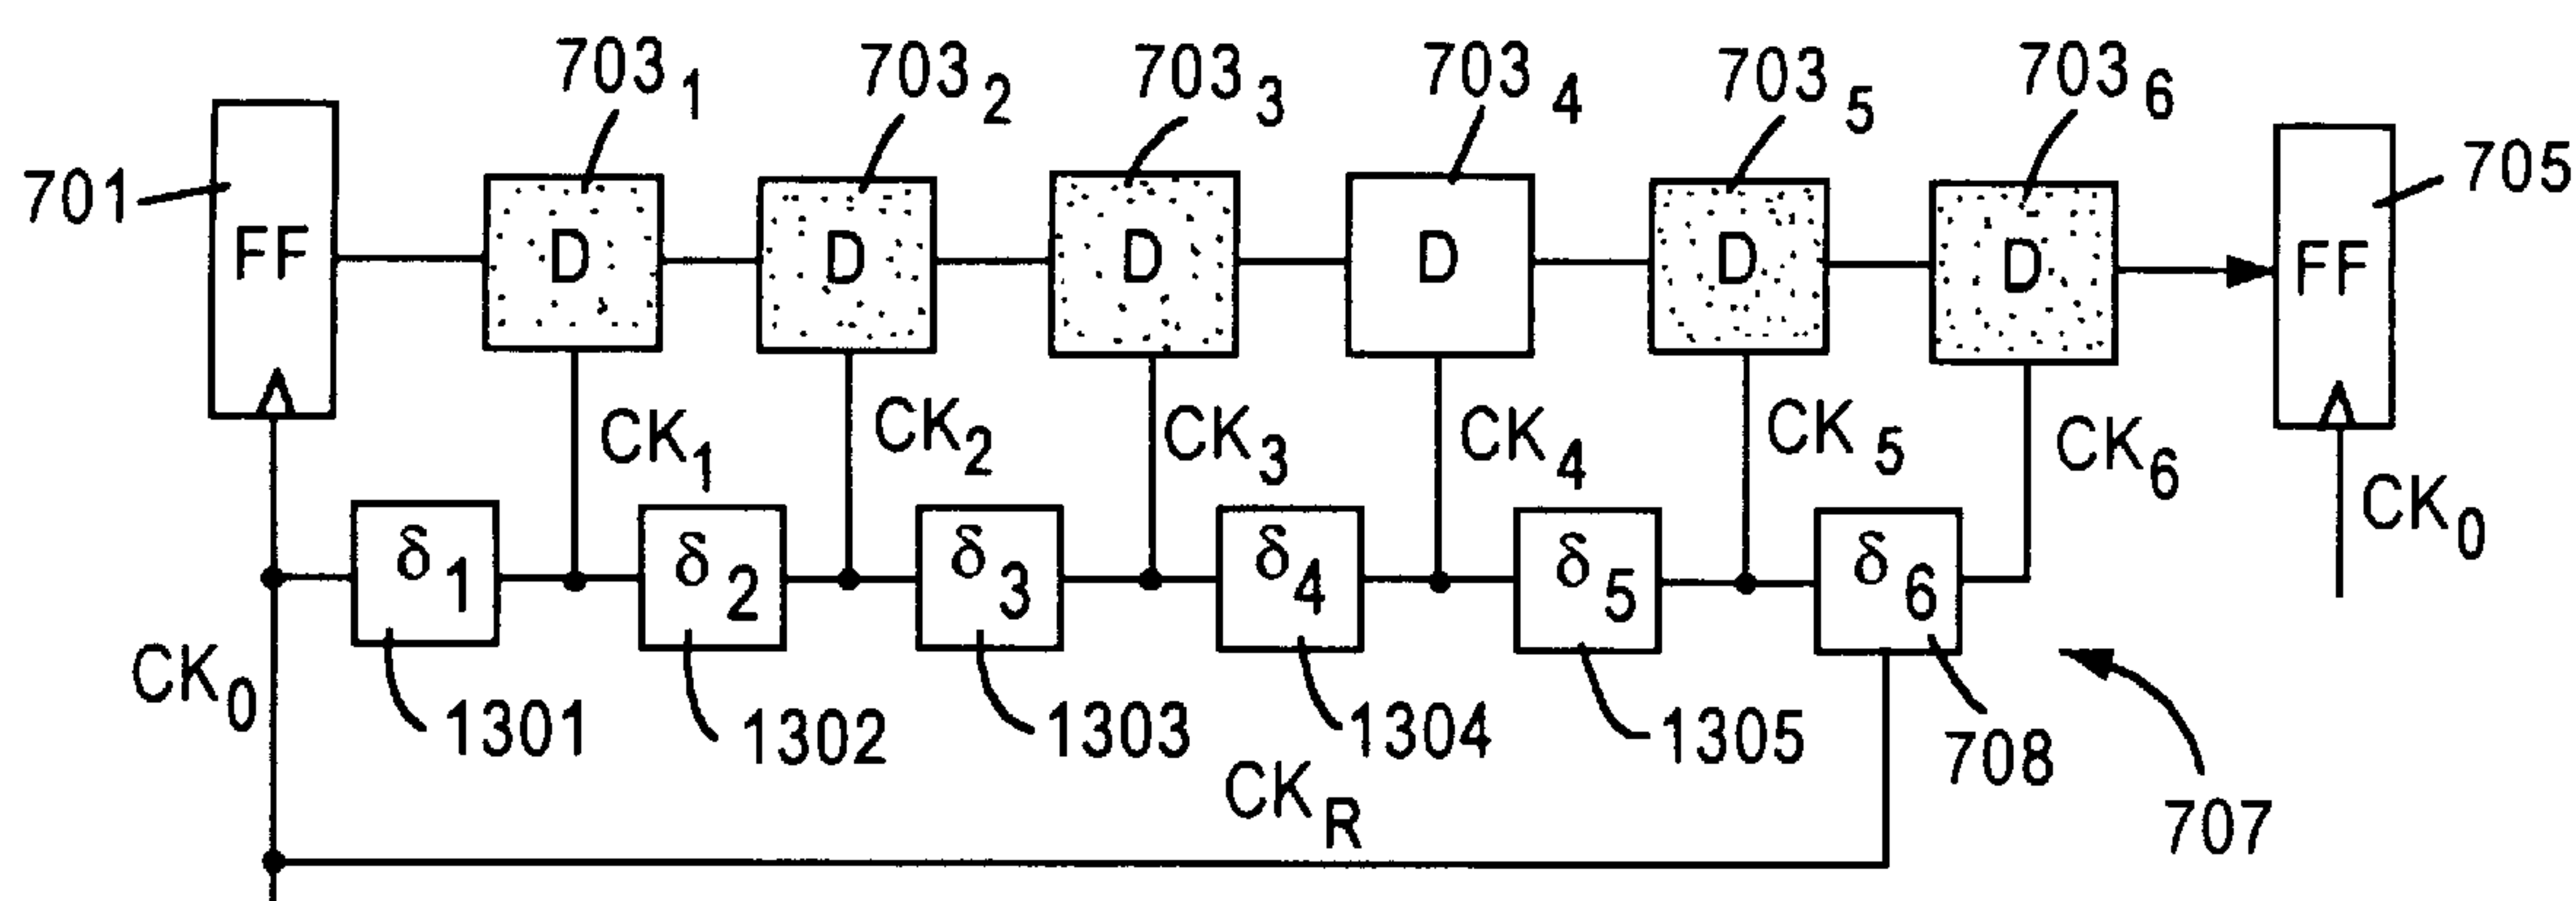 703₁ 703₂ 703₃ 703₄ 703₅ 703₆
701 705
FF D D D D D D FF
CK₁ CK₂ CK₃ CK₄ CK₅ CK₆ CK₀
δ₁ δ₂ δ₃ δ₄ δ₅ δ₆
CK₀
1301 1302 1303 1304 1305 708
CK_R 707